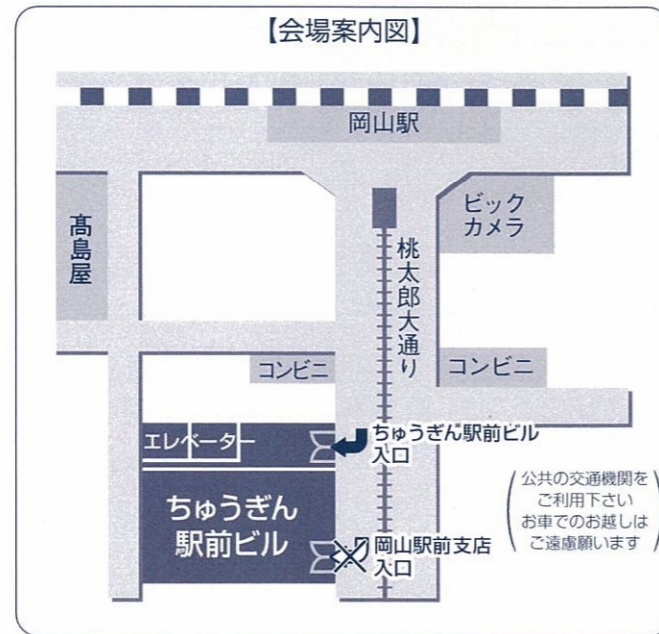 【会場案内図】
岡山駅
髙島屋
ビック
カメラ
桃太郎大通り
コンビニ
コンビニ
エレベーター
ちゅうぎん駅前ビル
入口
ちゅうぎん
駅前ビル
岡山駅前支店
入口
公共の交通機関を
ご利用下さい
お車でのお越しは
ご遠慮願います